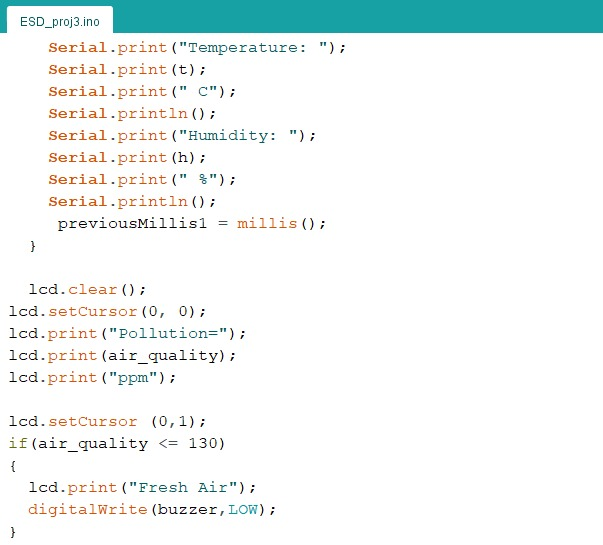 ESD_proj3.ino
Serial.print("Temperature: ");
Serial.print(t);
Serial.print(" C");
Serial.println();
Serial.print("Humidity: ");
Serial.print(h);
Serial.print(" %");
Serial.println();
previousMillis1 = millis();
}
lcd.clear();
lcd.setCursor(0, 0);
lcd.print("Pollution=");
lcd.print(air_quality);
lcd.print("ppm");
lcd.setCursor (0,1);
if(air_quality <= 130)
{
lcd.print("Fresh Air");
digitalWrite(buzzer,LOW);
}